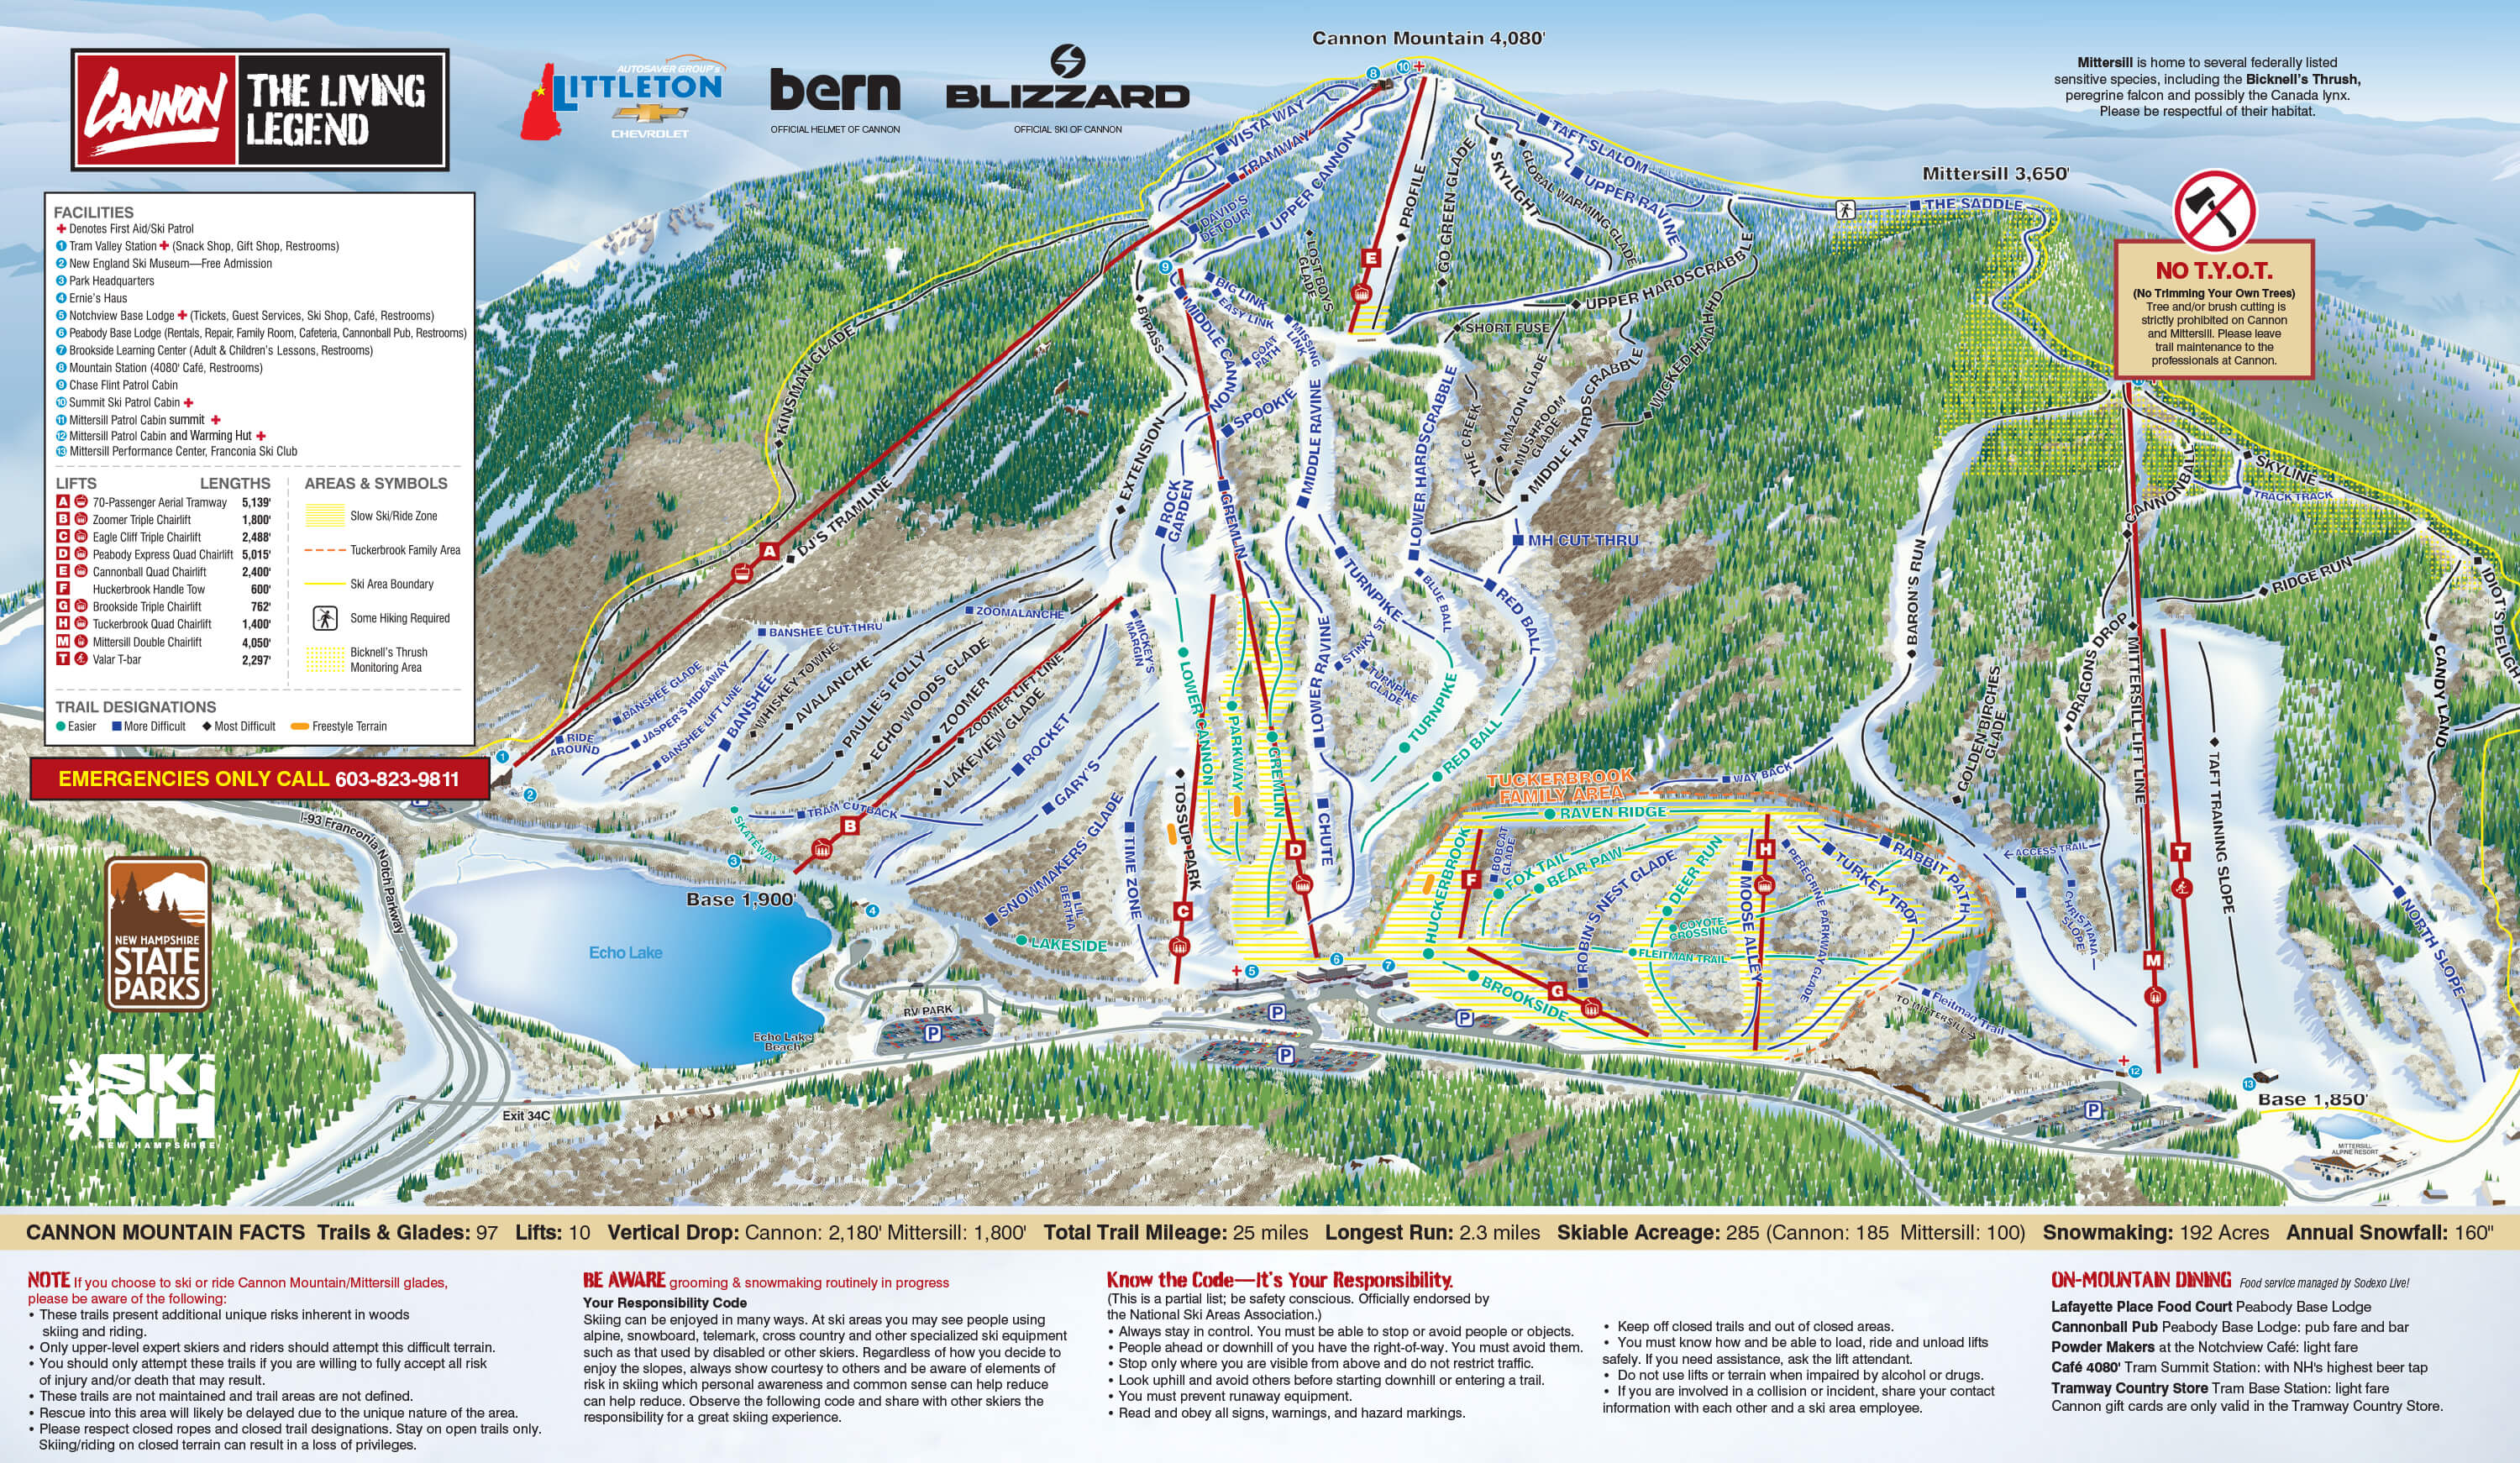 CANNON
THE LIVING
LEGEND
AUTOSAVER GROUP's
LITTLETON
CHEVROLET
bern
OFFICIAL HELMET OF CANNON
BLIZZARD
OFFICIAL SKI OF CANNON
Cannon Mountain 4,080'
Mittersill is home to several federally listed
sensitive species, including the Bicknell's Thrush,
peregrine falcon and possibly the Canada lynx.
Please be respectful of their habitat.
Mittersill 3,650'
NO T.Y.O.T.
(No Trimming Your Own Trees)
Tree and/or brush cutting is
strictly prohibited on Cannon
and Mittersill. Please leave
trail maintenance to the
professionals at Cannon.
FACILITIES
Denotes First Aid/Ski Patrol
1 Tram Valley Station (Snack Shop, Gift Shop, Restrooms)
2 New England Ski Museum—Free Admission
3 Park Headquarters
4 Ernie's Haus
5 Notchview Base Lodge (Tickets, Guest Services, Ski Shop, Café, Restrooms)
6 Peabody Base Lodge (Rentals, Repair, Family Room, Cafeteria, Cannonball Pub, Restrooms)
7 Brookside Learning Center (Adult & Children's Lessons, Restrooms)
8 Mountain Station (4080' Café, Restrooms)
9 Chase Flint Patrol Cabin
10 Summit Ski Patrol Cabin
11 Mittersill Patrol Cabin summit
12 Mittersill Patrol Cabin and Warming Hut
13 Mittersill Performance Center, Franconia Ski Club
LIFTS LENGTHS
A 70-Passenger Aerial Tramway 5,139'
B Zoomer Triple Chairlift 1,800'
C Eagle Cliff Triple Chairlift 2,488'
D Peabody Express Quad Chairlift 5,015'
E Cannonball Quad Chairlift 2,400'
F Huckerbrook Handle Tow 600'
G Brookside Triple Chairlift 762'
H Tuckerbrook Quad Chairlift 1,400'
M Mittersill Double Chairlift 4,050'
T Valar T-bar 2,297'
AREAS & SYMBOLS
Slow Ski/Ride Zone
Tuckerbrook Family Area
Ski Area Boundary
Some Hiking Required
Bicknell's Thrush
Monitoring Area
TRAIL DESIGNATIONS
Easier More Difficult Most Difficult Freestyle Terrain
EMERGENCIES ONLY CALL 603-823-9811
8
10
VISTA WAY
TRAMWAY
UPPER CANNON
DAVID'S
DETOUR
LOST BOYS
GLADE
E
PROFILE
GO GREEN GLADE
SKYLIGHT
GLOBAL WARMING GLADE
TAFT SLALOM
UPPER RAVINE
THE SADDLE
UPPER HARDSCRABBLE
SHORT FUSE
9
BIG LINK
EASY LINK
MISSING
LINK
GOAT
PATH
BYPASS
MIDDLE CANNON
SPOOKIE
MIDDLE RAVINE
LOWER HARDSCRABBLE
THE CREEK
AMAZON GLADE
MUSHROOM
GLADE
MIDDLE HARDSCRABBLE
WICKED HAAHD
MH CUT THRU
KINSMAN GLADE
A
DJ'S TRAMLINE
EXTENSION
ROCK
GARDEN
GREMLIN
TURNPIKE
BLUE BALL
RED BALL
STINKY ST.
TURNPIKE
GLADE
TURNPIKE
RED BALL
ZOOMALANCHE
BANSHEE CUT-THRU
BANSHEE GLADE
JASPER'S HIDEAWAY
BANSHEE LIFT LINE
BANSHEE
RIDE
AROUND
WHISKEY TOWNE
AVALANCHE
PAULIE'S FOLLY
ECHO WOODS GLADE
ZOOMER
ZOOMER LIFT LINE
LAKEVIEW GLADE
ROCKET
GARY'S
MICKEY'S
MARGIN
LOWER CANNON
PARKWAY
GREMLIN
LOWER RAVINE
CHUTE
TOSSUP PARK
SNOWMAKERS' GLADE
LIL
BERTHA
TIME ZONE
LAKESIDE
TRAM CUTBACK
SKATEWAY
B
C
D
1
2
3
4
5
6
7
Base 1,900'
Echo Lake
Echo Lake
Beach
RV PARK
P
P
P
P
I-93 Franconia Notch Parkway
Exit 34C
NEW HAMPSHIRE
STATE
PARKS
SKI
NH
NEW HAMPSHIRE
TUCKERBROOK
FAMILY AREA
RAVEN RIDGE
WAY BACK
HUCKERBROOK
F
BOBCAT
GLADE
FOX TAIL
BEAR PAW
ROBIN'S NEST GLADE
DEER RUN
COYOTE
CROSSING
FLEITMAN TRAIL
H
MOOSE ALLEY
PEREGRINE PARKWAY GLADE
TURKEY TROT
RABBIT PATH
BROOKSIDE
G
Fleitman Trail
TO MITTERSILL
BARON'S RUN
GOLDEN BIRCHES
GLADE
ACCESS TRAIL
CHRISTIANA
SLOPE
DRAGONS DROP
MITTERSILL LIFT LINE
CANNONBALL
SKYLINE
TRACK TRACK
RIDGE RUN
CANDY LAND
IDIOT'S DELIGHT
TAFT TRAINING SLOPE
NORTH SLOPE
T
M
12
13
P
Base 1,850'
MITTERSILL
ALPINE RESORT
CANNON MOUNTAIN FACTS Trails & Glades: 97 Lifts: 10 Vertical Drop: Cannon: 2,180' Mittersill: 1,800' Total Trail Mileage: 25 miles Longest Run: 2.3 miles Skiable Acreage: 285 (Cannon: 185 Mittersill: 100) Snowmaking: 192 Acres Annual Snowfall: 160"
NOTE If you choose to ski or ride Cannon Mountain/Mittersill glades,
please be aware of the following:
• These trails present additional unique risks inherent in woods
skiing and riding.
• Only upper-level expert skiers and riders should attempt this difficult terrain.
• You should only attempt these trails if you are willing to fully accept all risk
of injury and/or death that may result.
• These trails are not maintained and trail areas are not defined.
• Rescue into this area will likely be delayed due to the unique nature of the area.
• Please respect closed ropes and closed trail designations. Stay on open trails only.
Skiing/riding on closed terrain can result in a loss of privileges.
BE AWARE grooming & snowmaking routinely in progress
Your Responsibility Code
Skiing can be enjoyed in many ways. At ski areas you may see people using
alpine, snowboard, telemark, cross country and other specialized ski equipment
such as that used by disabled or other skiers. Regardless of how you decide to
enjoy the slopes, always show courtesy to others and be aware of elements of
risk in skiing which personal awareness and common sense can help reduce
can help reduce. Observe the following code and share with other skiers the
responsibility for a great skiing experience.
Know the Code—It's Your Responsibility.
(This is a partial list; be safety conscious. Officially endorsed by
the National Ski Areas Association.)
• Always stay in control. You must be able to stop or avoid people or objects.
• People ahead or downhill of you have the right-of-way. You must avoid them.
• Stop only where you are visible from above and do not restrict traffic.
• Look uphill and avoid others before starting downhill or entering a trail.
• You must prevent runaway equipment.
• Read and obey all signs, warnings, and hazard markings.
• Keep off closed trails and out of closed areas.
• You must know how and be able to load, ride and unload lifts
safely. If you need assistance, ask the lift attendant.
• Do not use lifts or terrain when impaired by alcohol or drugs.
• If you are involved in a collision or incident, share your contact
information with each other and a ski area employee.
ON-MOUNTAIN DINING Food service managed by Sodexo Live!
Lafayette Place Food Court Peabody Base Lodge
Cannonball Pub Peabody Base Lodge: pub fare and bar
Powder Makers at the Notchview Café: light fare
Café 4080' Tram Summit Station: with NH's highest beer tap
Tramway Country Store Tram Base Station: light fare
Cannon gift cards are only valid in the Tramway Country Store.